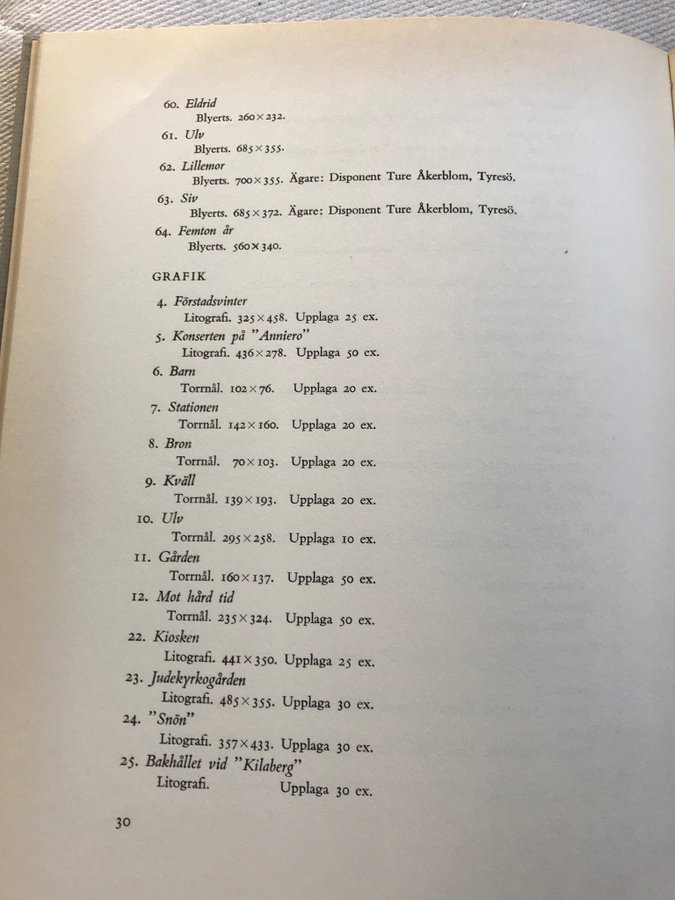 60. Eldrid
Blyerts. 260×232.
61. Ulv
Blyerts. 685×355.
62. Lillemor
Blyerts. 700×355. Ägare: Disponent Ture Åkerblom, Tyresö.
63. Siv
Blyerts. 685×372. Ägare: Disponent Ture Åkerblom, Tyresö.
64. Femton år
Blyerts. 560×340.
GRAFIK
4. Förstadsvinter
Litografi. 325×458. Upplaga 25 ex.
5. Konserten på "Anniero"
Litografi. 436×278. Upplaga 50 ex.
6. Barn
Torrnål. 102×76. Upplaga 20 ex.
7. Stationen
Torrnål. 142×160. Upplaga 20 ex.
8. Bron
Torrnål. 70×103. Upplaga 20 ex.
9. Kväll
Torrnål. 139×193. Upplaga 20 ex.
10. Ulv
Torrnål. 295×258. Upplaga 10 ex.
11. Gården
Torrnål. 160×137. Upplaga 50 ex.
12. Mot hård tid
Torrnål. 235×324. Upplaga 50 ex.
22. Kiosken
Litografi. 441×350. Upplaga 25 ex.
23. Judekyrkogården
Litografi. 485×355. Upplaga 30 ex.
24. "Snön"
Litografi. 357×433. Upplaga 30 ex.
25. Bakhållet vid "Kilaberg"
Litografi. Upplaga 30 ex.
30